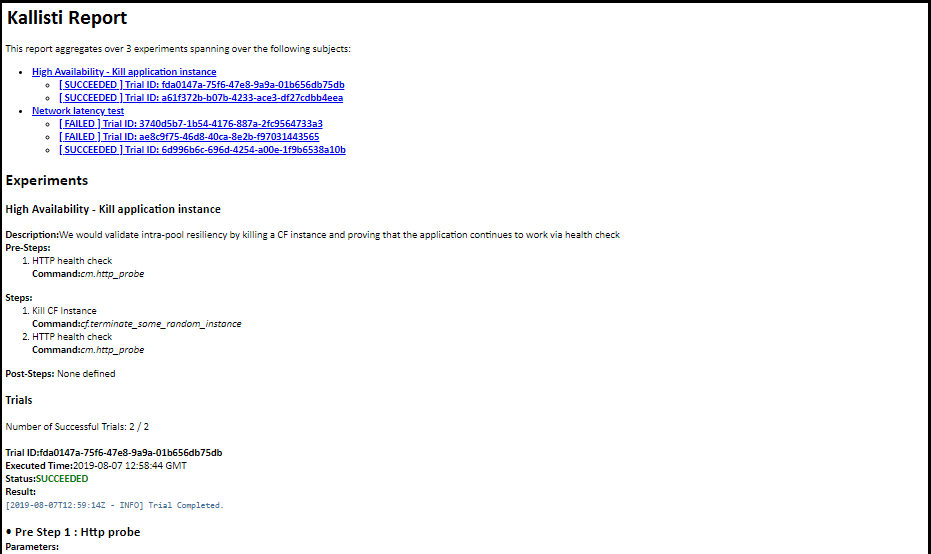 Kallisti Report
This report aggregates over 3 experiments spanning over the following subjects:
• High Availability - Kill application instance
◦ [ SUCCEEDED ] Trial ID: fda0147a-75f6-47e8-9a9a-01b656db75db
◦ [ SUCCEEDED ] Trial ID: a61f372b-b07b-4233-ace3-df27cdbb4eea
• Network latency test
◦ [ FAILED ] Trial ID: 3740d5b7-1b54-4176-887a-2fc9564733a3
◦ [ FAILED ] Trial ID: ae8c9f75-46d8-40ca-8e2b-f97031443565
◦ [ SUCCEEDED ] Trial ID: 6d996b6c-696d-4254-a00e-1f9b6538a10b
Experiments
High Availability - Kill application instance
Description:We would validate intra-pool resiliency by killing a CF instance and proving that the application continues to work via health check
Pre-Steps:
1. HTTP health check
Command:cm.http_probe
Steps:
1. Kill CF Instance
Command:cf.terminate_some_random_instance
2. HTTP health check
Command:cm.http_probe
Post-Steps: None defined
Trials
Number of Successful Trials: 2 / 2
Trial ID:fda0147a-75f6-47e8-9a9a-01b656db75db
Executed Time:2019-08-07 12:58:44 GMT
Status:SUCCEEDED
Result:
[2019-08-07T12:59:14Z - INFO] Trial Completed.
• Pre Step 1 : Http probe
Parameters: